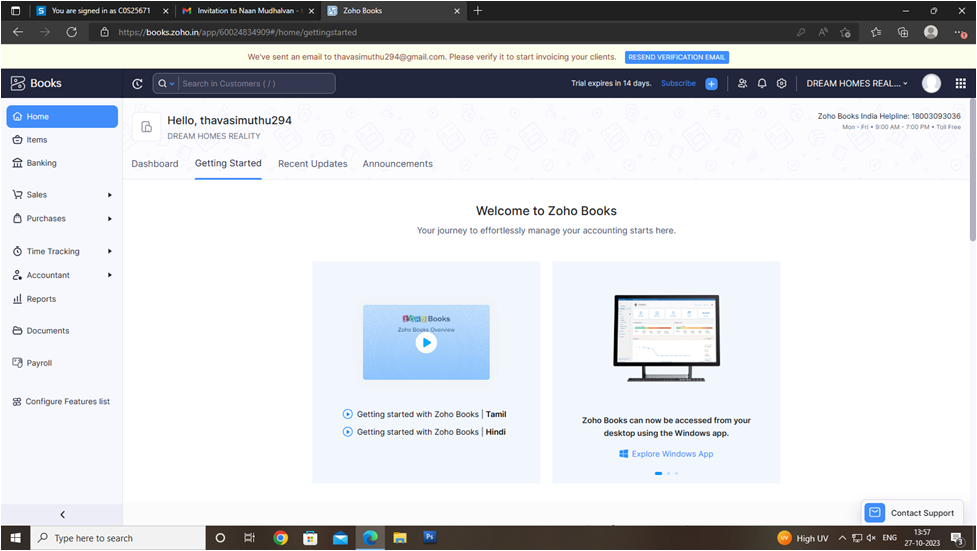 You are signed in as C0S25671
Invitation to Naan Mudhalvan -
Zoho Books
https://books.zoho.in/app/60024834909#/home/gettingstarted
We've sent an email to thavasimuthu294@gmail.com. Please verify it to start invoicing your clients.
RESEND VERIFICATION EMAIL
Books
Search in Customers ( / )
Trial expires in 14 days.
Subscribe
DREAM HOMES REAL...
Home
Items
Banking
Sales
Purchases
Time Tracking
Accountant
Reports
Documents
Payroll
Configure Features list
Hello, thavasimuthu294
DREAM HOMES REALITY
Zoho Books India Helpline: 18003093036
Mon - Fri • 9:00 AM - 7:00 PM • Toll Free
Dashboard
Getting Started
Recent Updates
Announcements
Welcome to Zoho Books
Your journey to effortlessly manage your accounting starts here.
ZOHO Books
Zoho Books Overview
Getting started with Zoho Books | Tamil
Getting started with Zoho Books | Hindi
Zoho Books can now be accessed from your
desktop using the Windows app.
Explore Windows App
Contact Support
Type here to search
High UV
ENG
13:57
27-10-2023
3